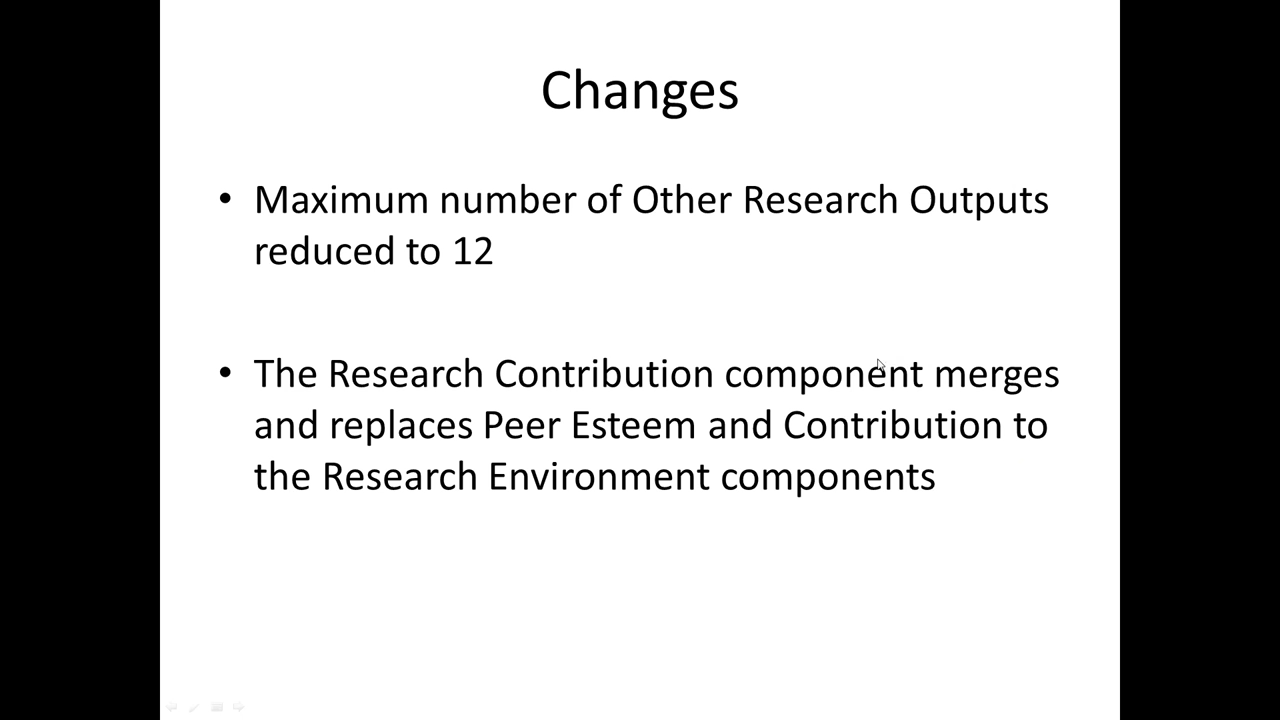 Changes
• Maximum number of Other Research Outputs
reduced to 12
• The Research Contribution component merges
and replaces Peer Esteem and Contribution to
the Research Environment components